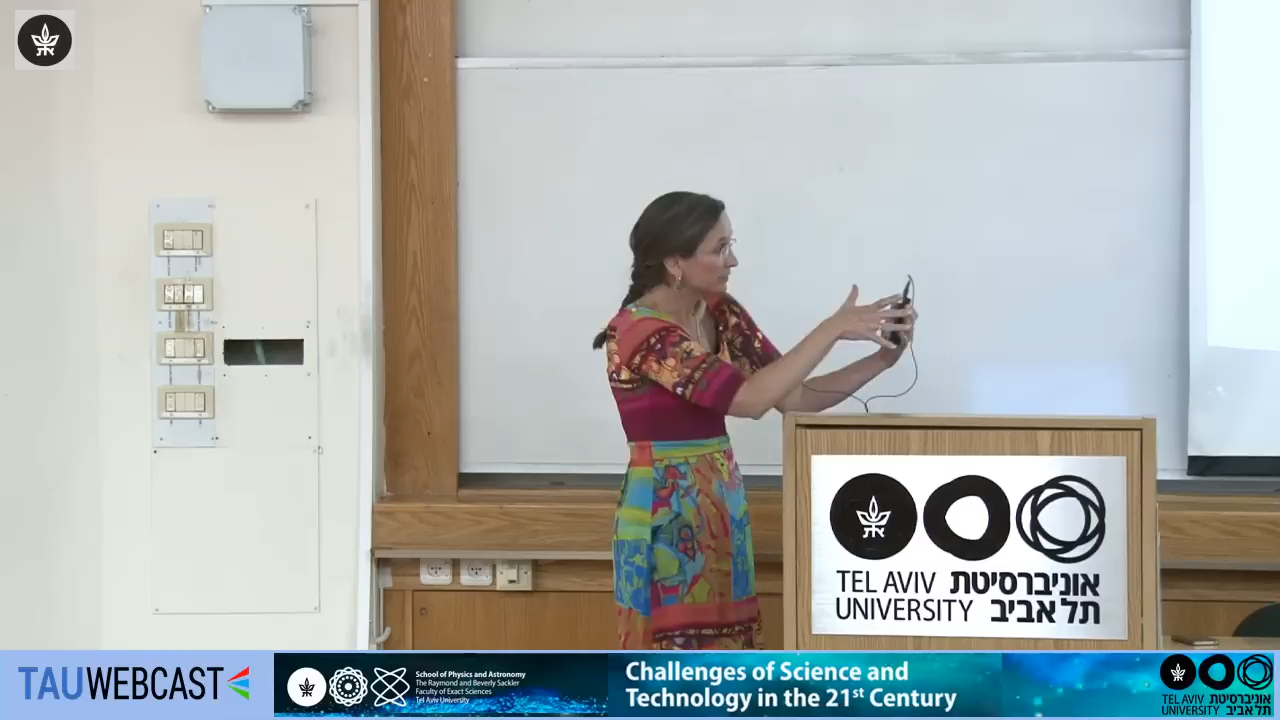 את
את
TEL AVIV אוניברסיטת
UNIVERSITY תל אביב
TAUWEBCAST
School of Physics and Astronomy
The Raymond and Beverly Sackler
Faculty of Exact Sciences
Tel Aviv University
Challenges of Science and
Technology in the 21st Century
TEL AVIV אוניברסיטת
UNIVERSITY תל אביב